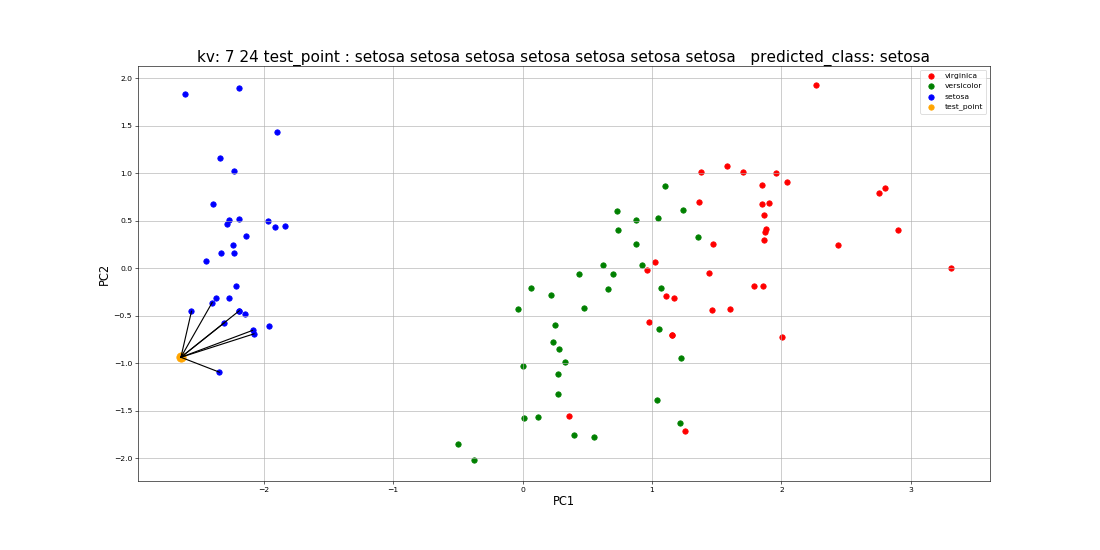 kv: 7 24 test_point : setosa setosa setosa setosa setosa setosa setosa   predicted_class: setosa
virginica
versicolor
setosa
test_point
PC2
2.0
1.5
1.0
0.5
0.0
−0.5
−1.0
−1.5
−2.0
−2 −1 0 1 2 3
PC1